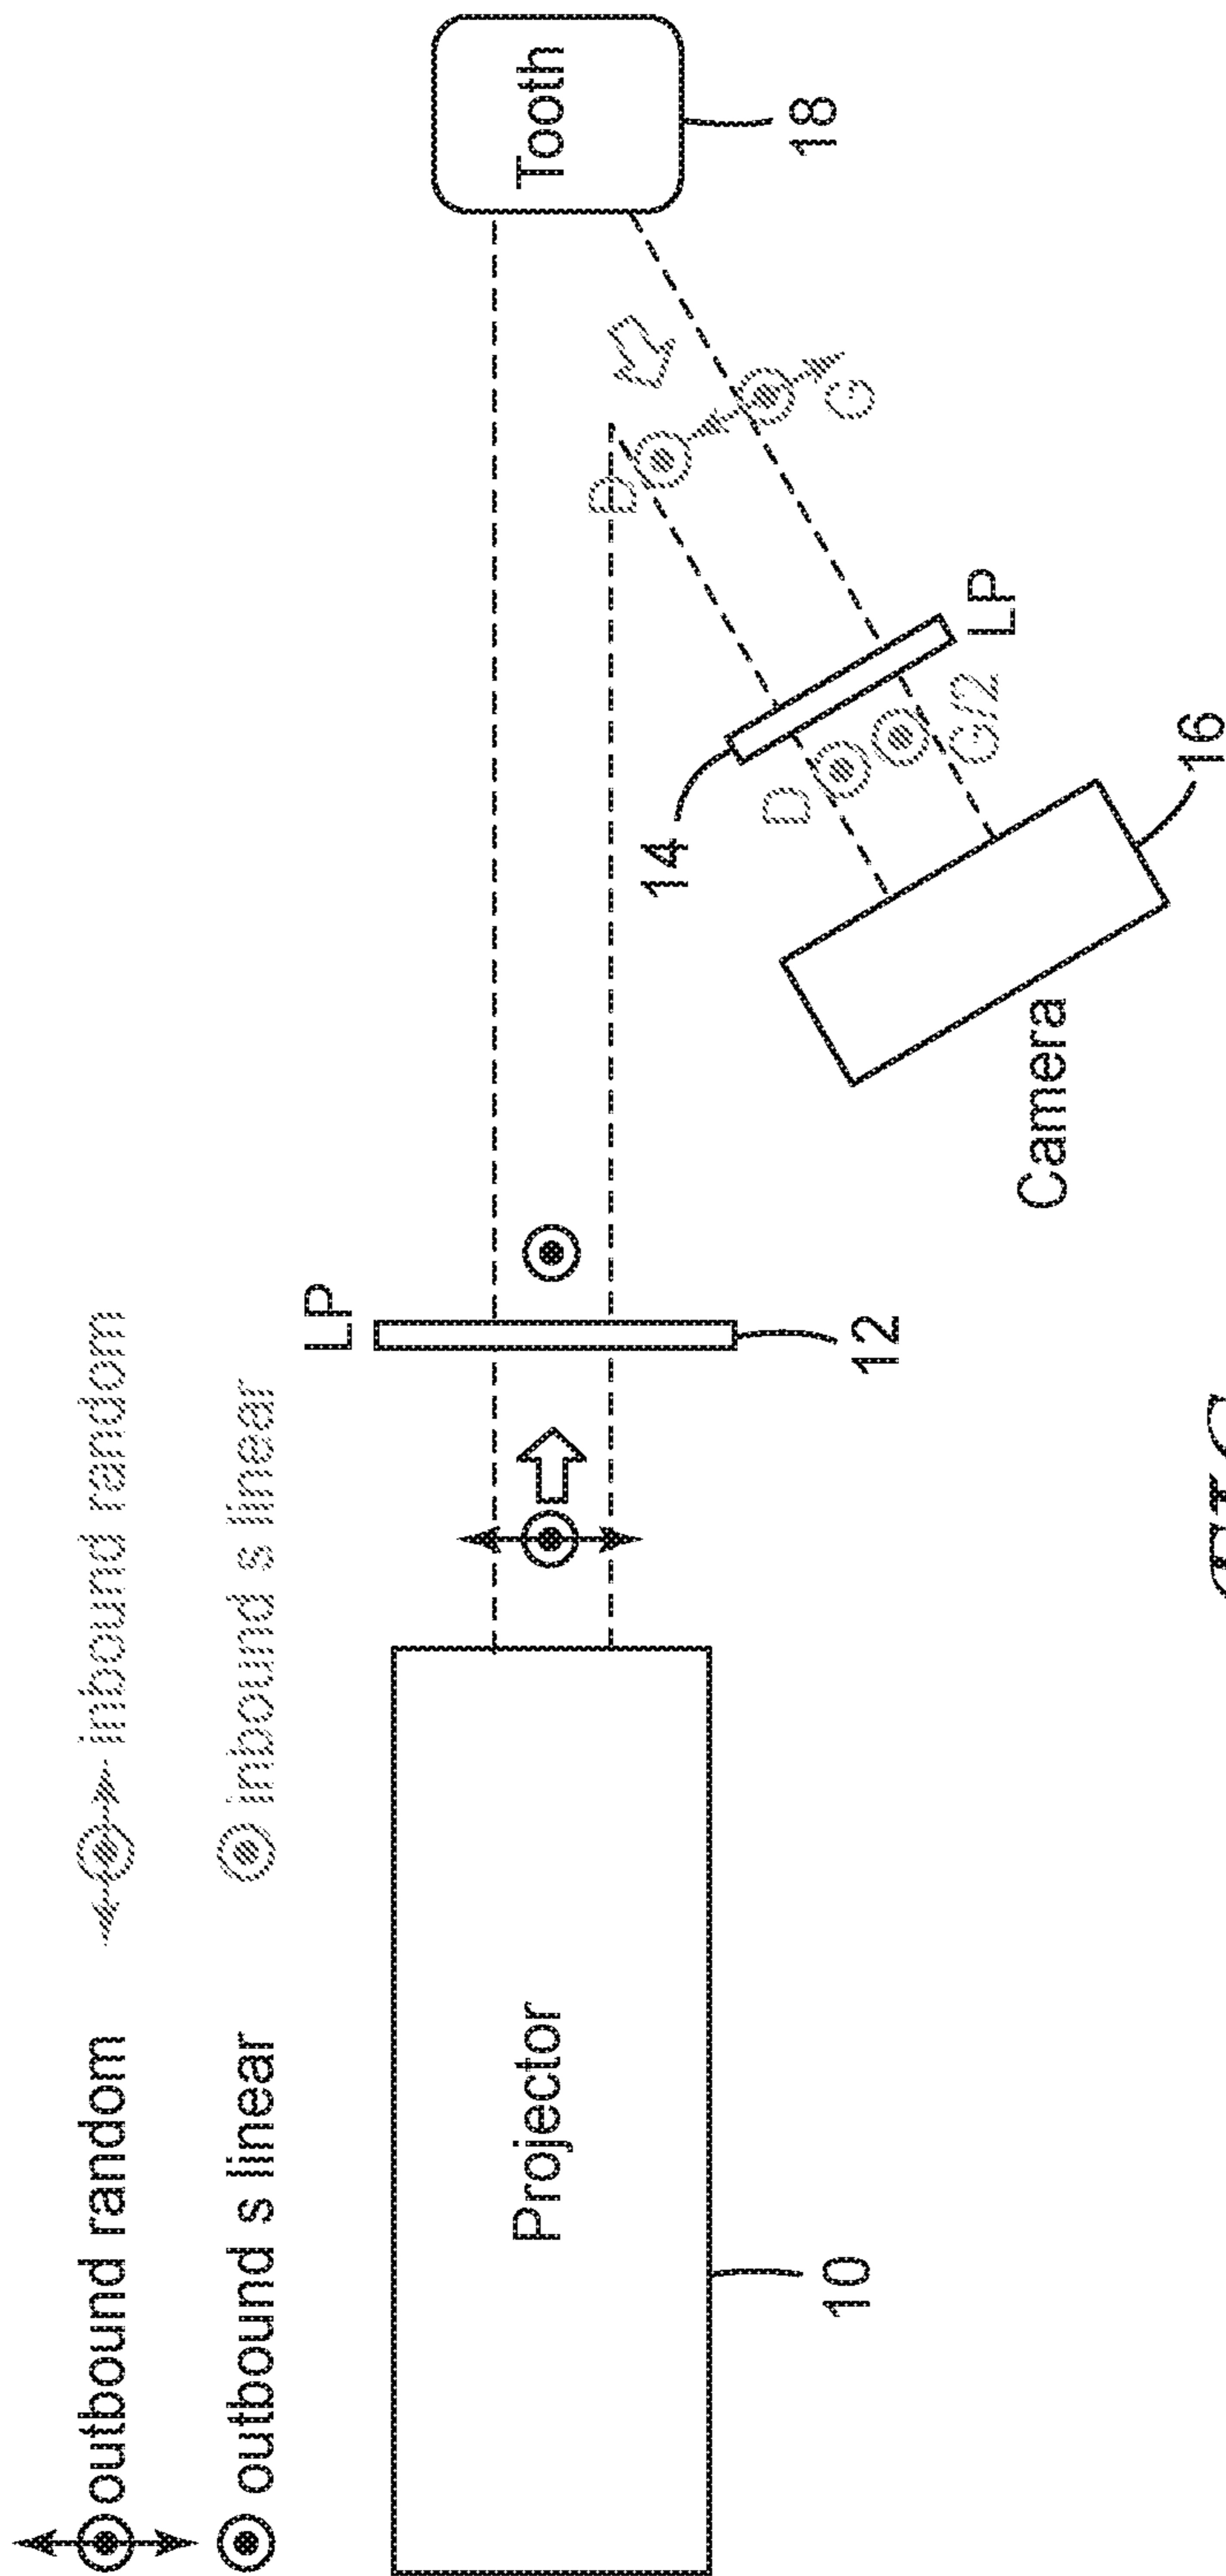 outbound random
inbound random
outbound s linear
inbound s linear
LP
Projector
10
12
Tooth
18
D
G
14
LP
D
G/2
Camera
16